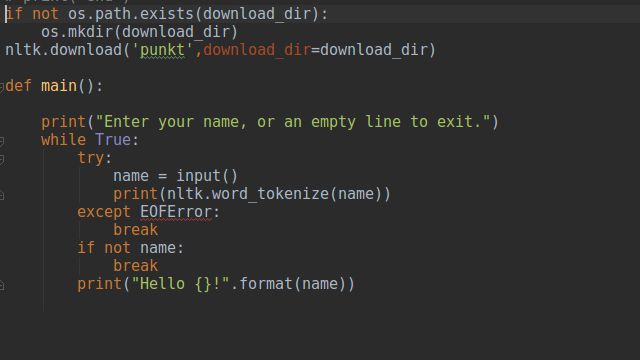 if not os.path.exists(download_dir):
    os.mkdir(download_dir)
nltk.download('punkt',download_dir=download_dir)

def main():

    print("Enter your name, or an empty line to exit.")
    while True:
        try:
            name = input()
            print(nltk.word_tokenize(name))
        except EOFError:
            break
        if not name:
            break
        print("Hello {}!".format(name))